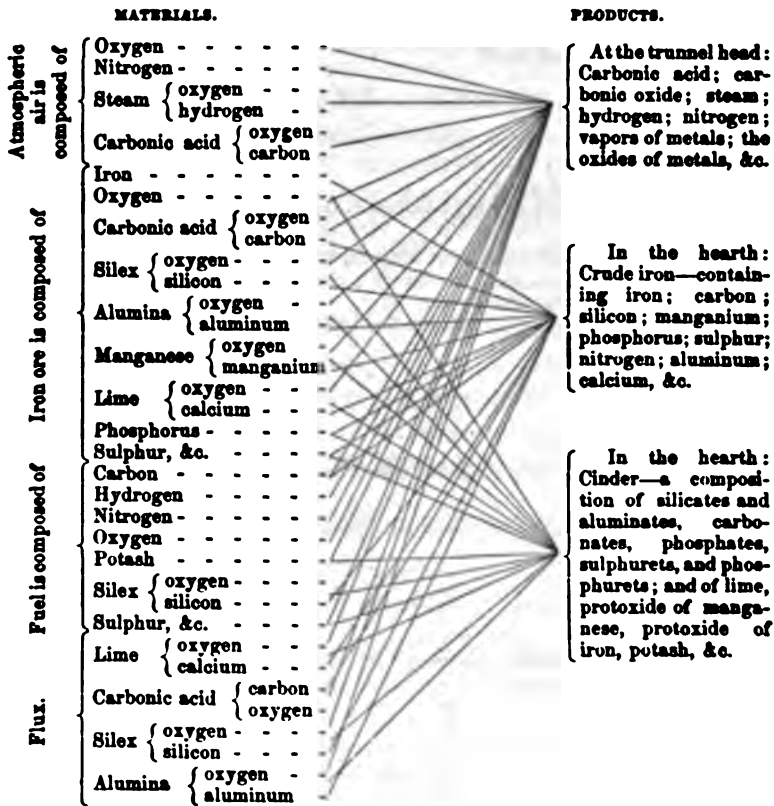 MATERIALS.
PRODUCTS.
Atmospheric
air is
composed of
Oxygen - - - - - -
Nitrogen - - - - - -
Steam { oxygen - - -
hydrogen - -
Carbonic acid { oxygen
carbon
Iron ore is composed of
Iron - - - - - -
Oxygen - - - - - -
Carbonic acid { oxygen
carbon
Silex { oxygen - - - -
silicon - - - -
Alumina { oxygen - -
aluminum -
Manganese { oxygen -
manganium
Lime { oxygen - - -
calcium - - -
Phosphorus - - - - -
Sulphur, &c. - - - - -
Fuel is composed of
Carbon - - - - - -
Hydrogen - - - - -
Nitrogen - - - - - -
Oxygen - - - - - -
Potash - - - - - -
Silex { oxygen - - - -
silicon - - - -
Sulphur, &c. - - - - -
Flux.
Lime { oxygen - - -
calcium - - -
Carbonic acid { carbon -
oxygen -
Silex { oxygen - - - -
silicon - - - -
Alumina { oxygen - -
aluminum -
At the trunnel head:
Carbonic acid; car-
bonic oxide; steam;
hydrogen; nitrogen;
vapors of metals; the
oxides of metals, &c.
In the hearth:
Crude iron—contain-
ing iron; carbon;
silicon; manganium;
phosphorus; sulphur;
nitrogen; aluminum;
calcium, &c.
In the hearth:
Cinder—a composi-
tion of silicates and
aluminates, carbo-
nates, phosphates,
sulphurets, and phos-
phurets; and of lime,
protoxide of manga-
nese, protoxide of
iron, potash, &c.